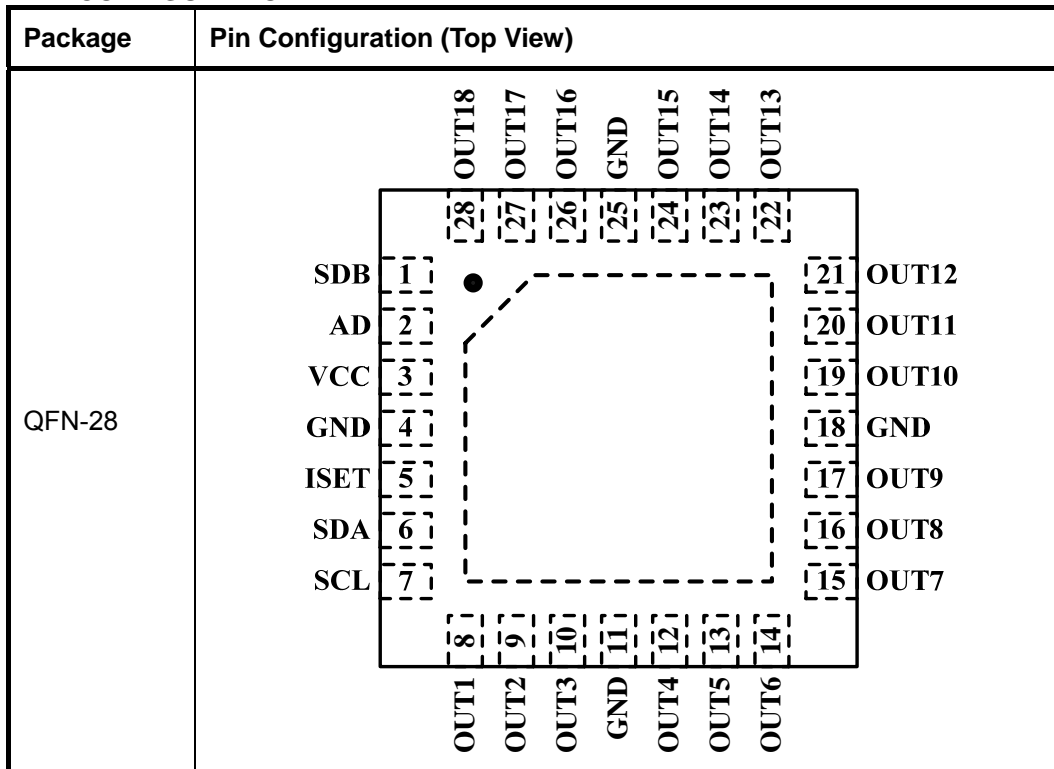 Package
Pin Configuration (Top View)
QFN-28
OUT18
OUT17
OUT16
GND
OUT15
OUT14
OUT13
28
27
26
25
24
23
22
SDB 1
AD 2
VCC 3
GND 4
ISET 5
SDA 6
SCL 7
21 OUT12
20 OUT11
19 OUT10
18 GND
17 OUT9
16 OUT8
15 OUT7
8
9
10
11
12
13
14
OUT1
OUT2
OUT3
GND
OUT4
OUT5
OUT6